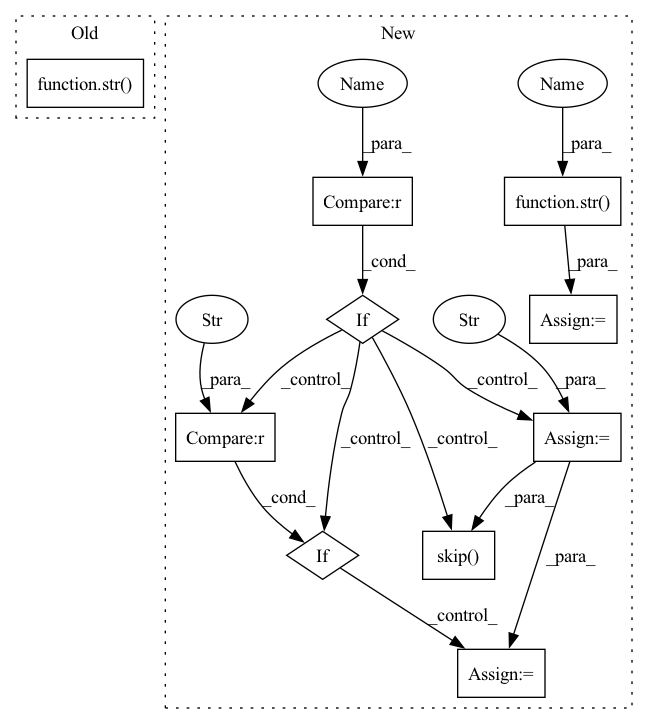 Old
New
function.str()
Name
Name
_para_
_para_
Compare:r
function.str()
_cond_
_para_
Str
If
Str
Assign:=
_para_
_control_
_control_
_para_
Compare:r
_control_
_control_
Assign:=
_cond_
_para_
If
skip()
_para_
_control_
Assign:=